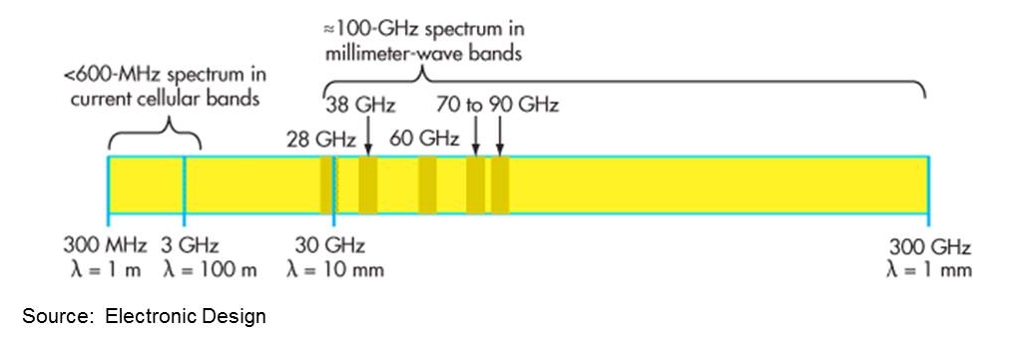 ≈100-GHz spectrum in
millimeter-wave bands
<600-MHz spectrum in
current cellular bands
38 GHz 70 to 90 GHz
28 GHz 60 GHz
300 MHz 3 GHz 30 GHz 300 GHz
λ = 1 m λ = 100 m λ = 10 mm λ = 1 mm
Source: Electronic Design